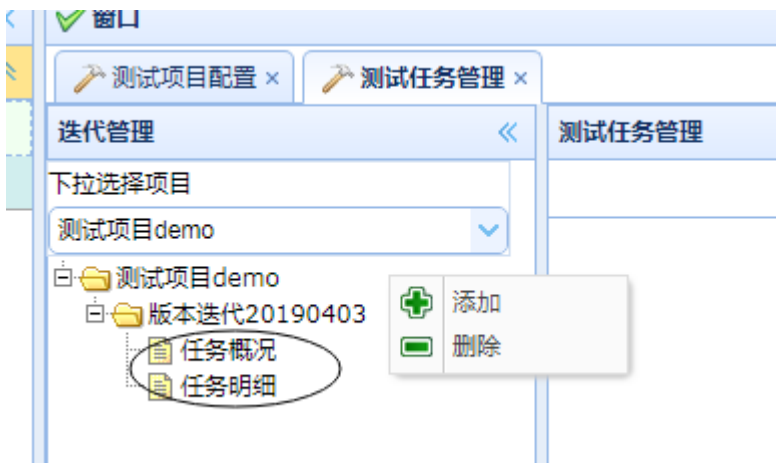 窗口
测试项目配置 ×
测试任务管理 ×
迭代管理
测试任务管理
下拉选择项目
测试项目demo
测试项目demo
版本迭代20190403
任务概况
任务明细
添加
删除